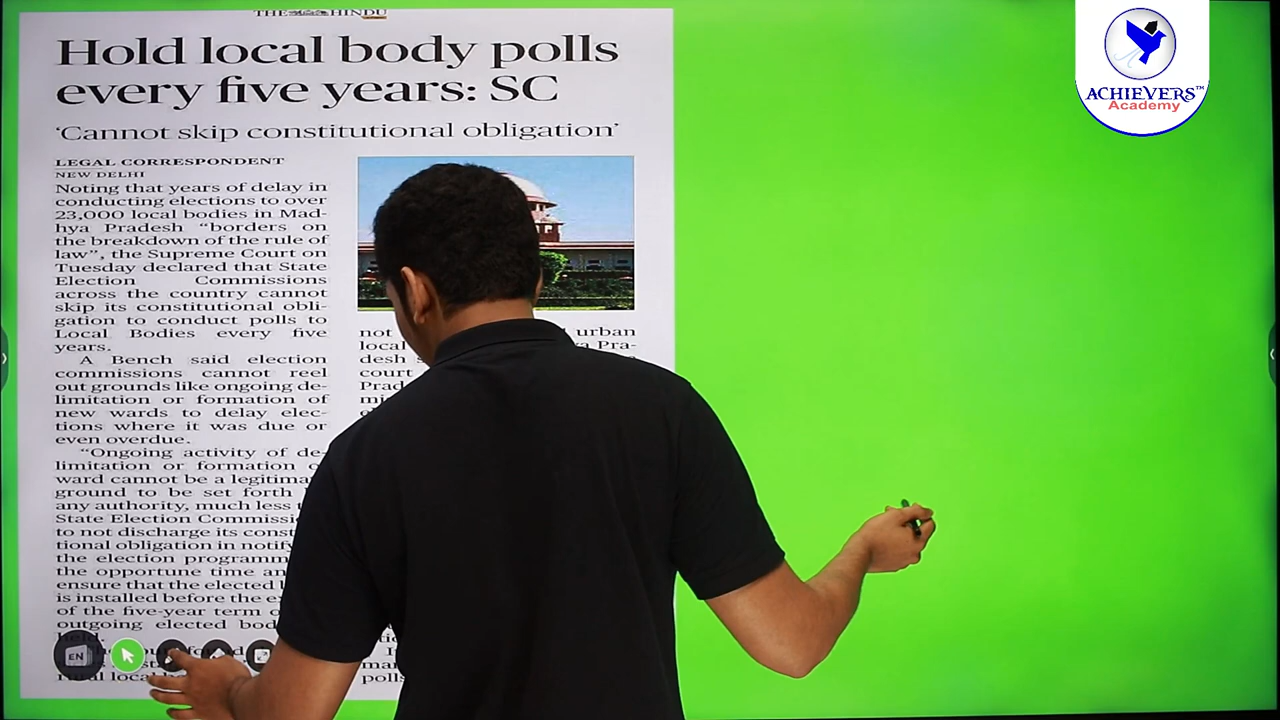 THE HINDU
Hold local body polls
every five years: SC
‘Cannot skip constitutional obligation’
LEGAL CORRESPONDENT
NEW DELHI
Noting that years of delay in
conducting elections to over
23,000 local bodies in Mad-
hya Pradesh “borders on
the breakdown of the rule of
law”, the Supreme Court on
Tuesday declared that State
Election Commissions
across the country cannot
skip its constitutional obli-
gation to conduct polls to
Local Bodies every five
years.
A Bench said election
commissions cannot reel
out grounds like ongoing de-
limitation or formation of
new wards to delay elec-
tions where it was due or
even overdue.
“Ongoing activity of de-
limitation or formation
ward cannot be a legitima
ground to be set forth
any authority, much less
State Election Commissi
to not discharge its const
tional obligation in notify
the election programm
the opportune time an
ensure that the elected
is installed before the ex
of the five-year term
outgoing elected bod
held.
rural local
not urban
local Pra-
desh
court
Prad
polls
EN
ACHIEVERS™
Academy